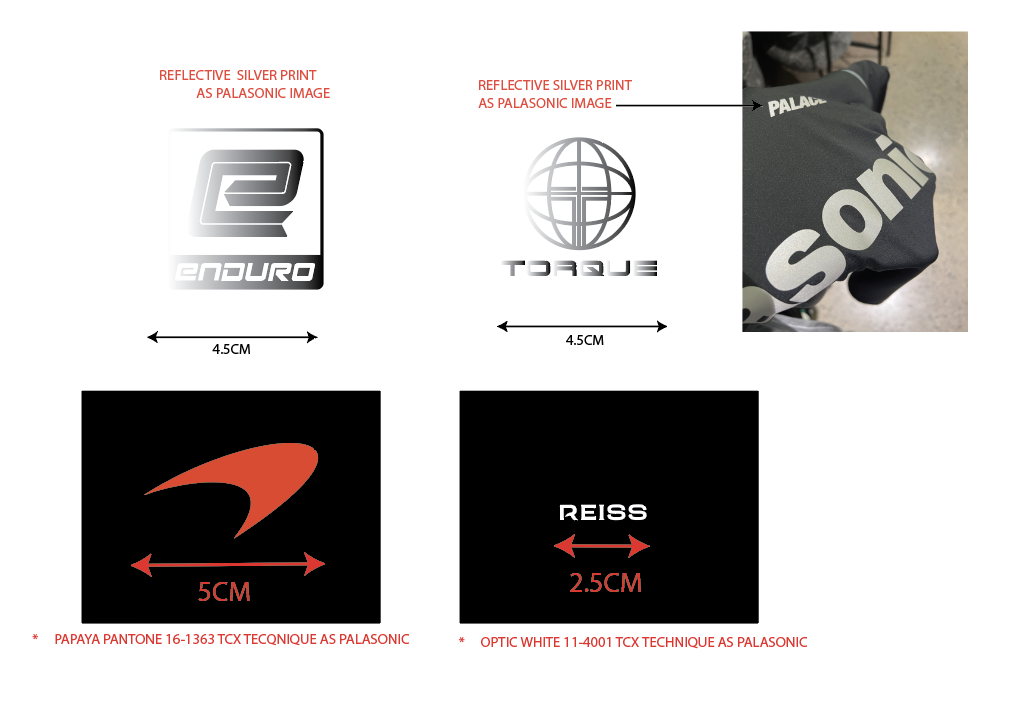 REFLECTIVE SILVER PRINT
AS PALASONIC IMAGE
REFLECTIVE SILVER PRINT
AS PALASONIC IMAGE
PALACE
sonic
e
ENDURO
TORQUE
4.5CM
4.5CM
REISS
5CM
2.5CM
* PAPAYA PANTONE 16-1363 TCX TECQNIQUE AS PALASONIC
* OPTIC WHITE 11-4001 TCX TECHNIQUE AS PALASONIC